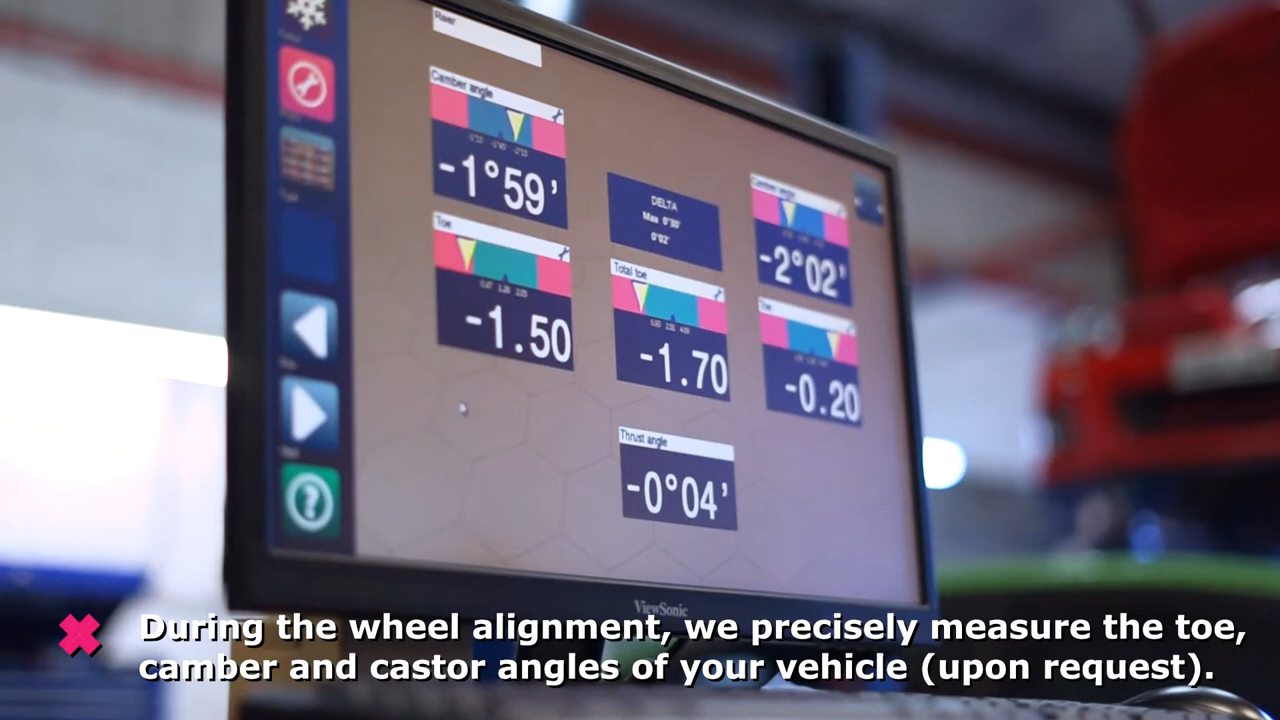 Rear
Camber angle
-1°59'
Toe
-1.50
DELTA
Max 0'30'
0'02'
Total toe
-1.70
Camber angle
-2°02'
Toe
-0.20
Thrust angle
-0°04'
ViewSonic
During the wheel alignment, we precisely measure the toe,
camber and castor angles of your vehicle (upon request).